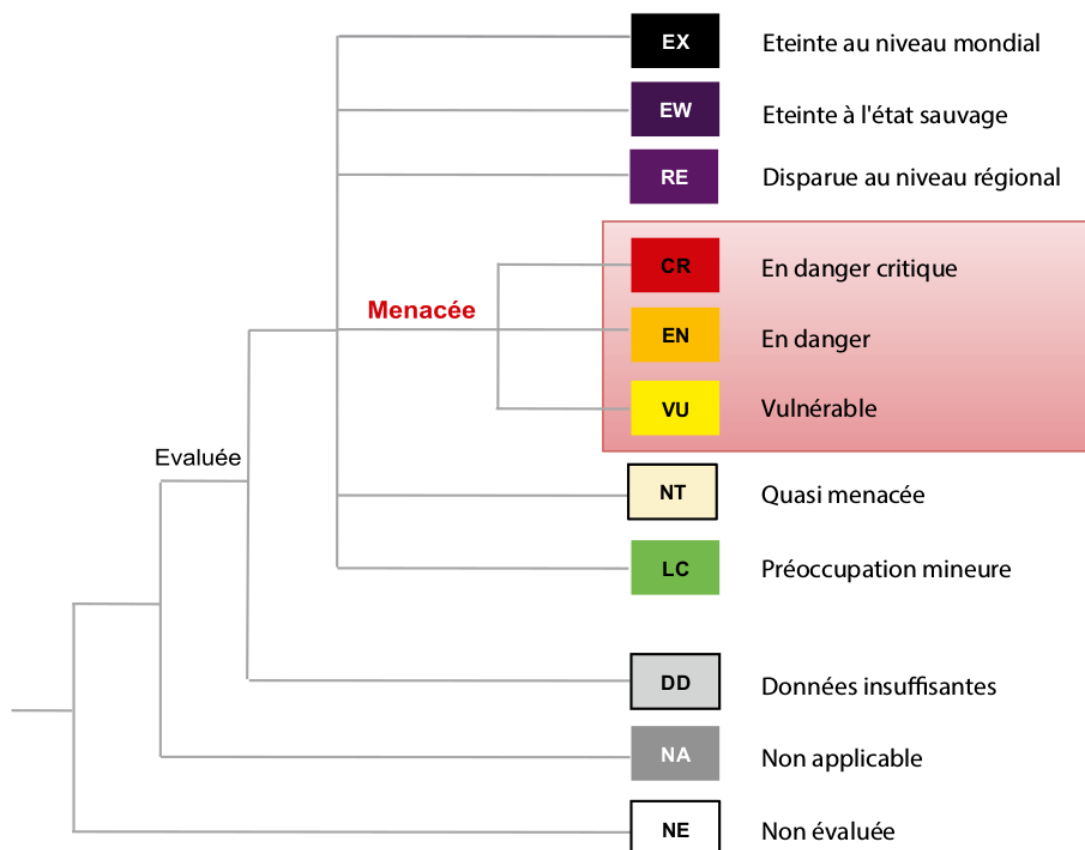 EX Eteinte au niveau mondial
EW Eteinte à l'état sauvage
RE Disparue au niveau régional
CR En danger critique
Menacée
EN En danger
VU Vulnérable
Evaluée
NT Quasi menacée
LC Préoccupation mineure
DD Données insuffisantes
NA Non applicable
NE Non évaluée